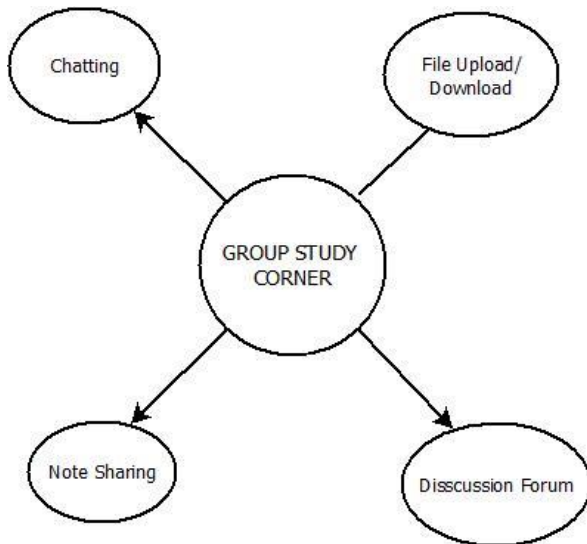 Chatting
File Upload/
Download
GROUP STUDY
CORNER
Note Sharing
Disscussion Forum